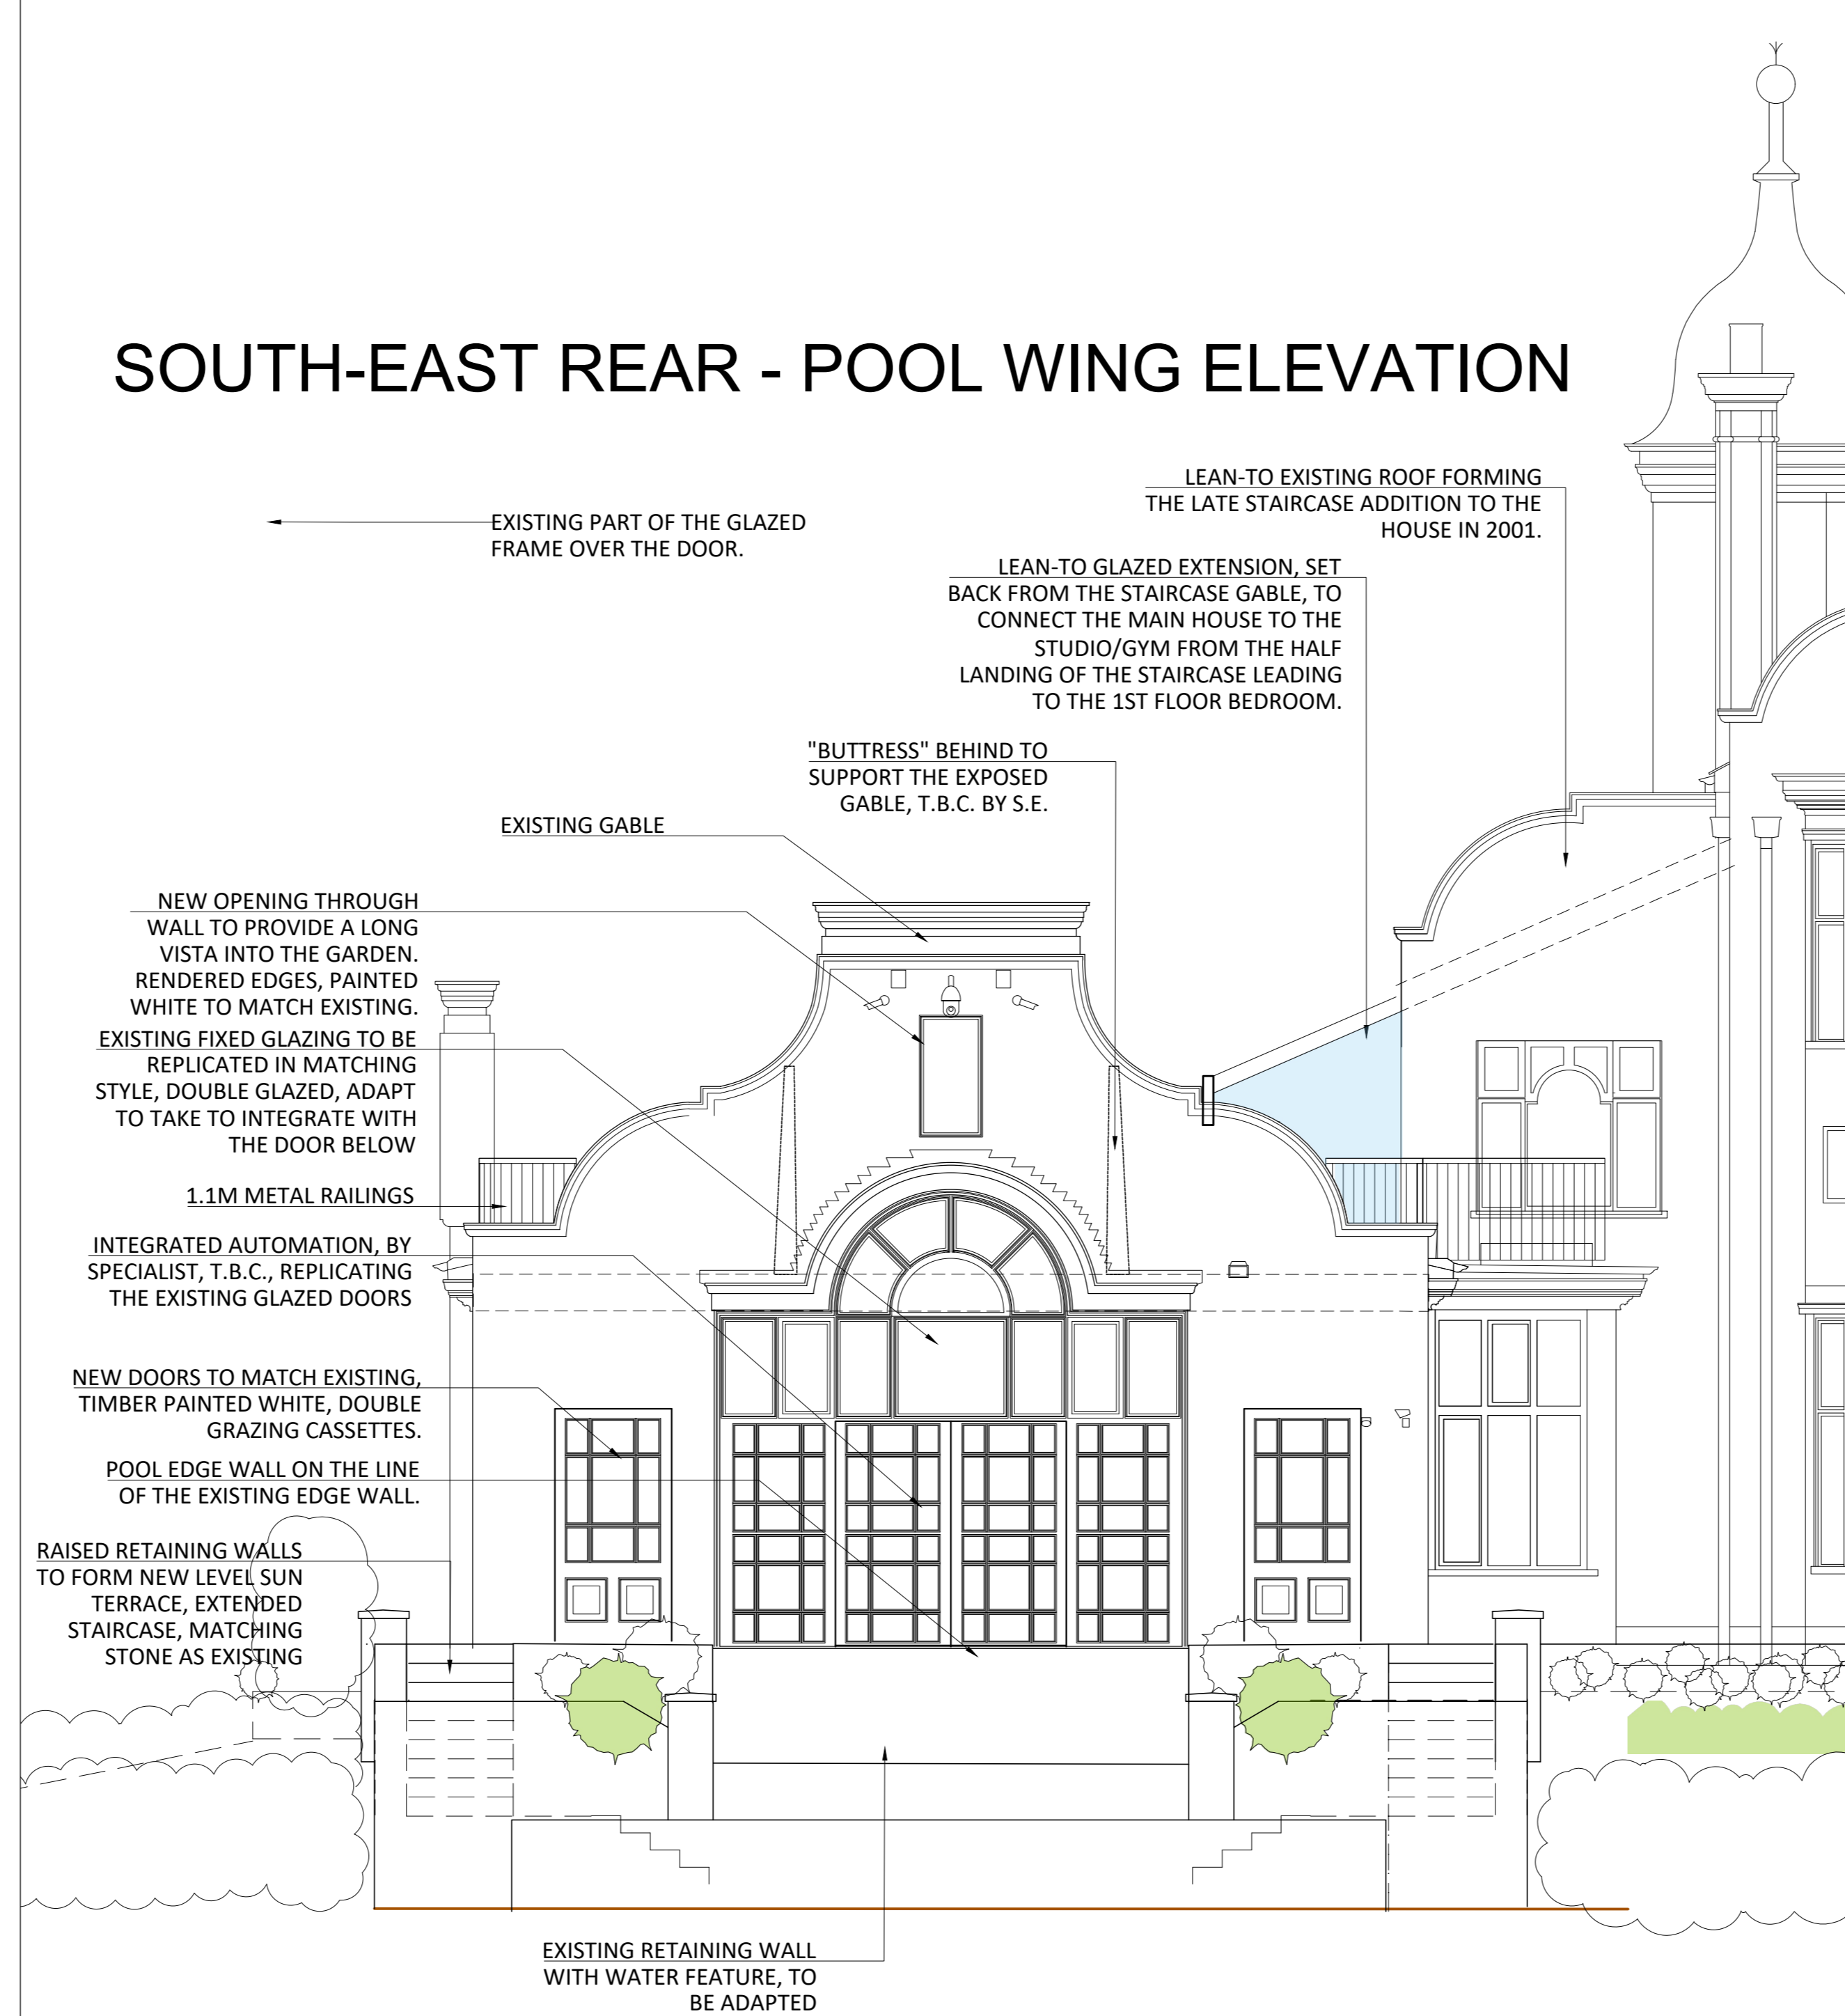 SOUTH-EAST REAR - POOL WING ELEVATION
LEAN-TO EXISTING ROOF FORMING
THE LATE STAIRCASE ADDITION TO THE
HOUSE IN 2001.
EXISTING PART OF THE GLAZED
FRAME OVER THE DOOR.
LEAN-TO GLAZED EXTENSION, SET
BACK FROM THE STAIRCASE GABLE, TO
CONNECT THE MAIN HOUSE TO THE
STUDIO/GYM FROM THE HALF
LANDING OF THE STAIRCASE LEADING
TO THE 1ST FLOOR BEDROOM.
"BUTTRESS" BEHIND TO
SUPPORT THE EXPOSED
GABLE, T.B.C. BY S.E.
EXISTING GABLE
NEW OPENING THROUGH
WALL TO PROVIDE A LONG
VISTA INTO THE GARDEN.
RENDERED EDGES, PAINTED
WHITE TO MATCH EXISTING.
EXISTING FIXED GLAZING TO BE
REPLICATED IN MATCHING
STYLE, DOUBLE GLAZED, ADAPT
TO TAKE TO INTEGRATE WITH
THE DOOR BELOW
1.1M METAL RAILINGS
INTEGRATED AUTOMATION, BY
SPECIALIST, T.B.C., REPLICATING
THE EXISTING GLAZED DOORS
NEW DOORS TO MATCH EXISTING,
TIMBER PAINTED WHITE, DOUBLE
GRAZING CASSETTES.
POOL EDGE WALL ON THE LINE
OF THE EXISTING EDGE WALL.
RAISED RETAINING WALLS
TO FORM NEW LEVEL SUN
TERRACE, EXTENDED
STAIRCASE, MATCHING
STONE AS EXISTING
EXISTING RETAINING WALL
WITH WATER FEATURE, TO
BE ADAPTED